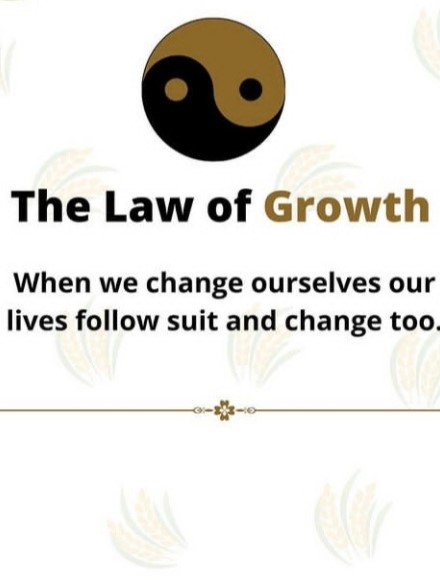 The Law of Growth
When we change ourselves our
lives follow suit and change too.